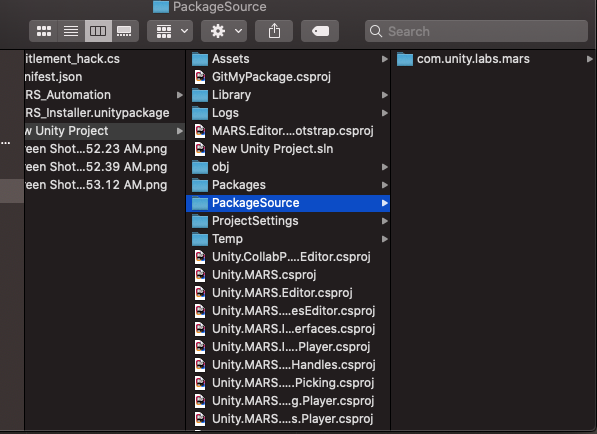 PackageSource
Search
itlement_hack.cs
nifest.json
RS_Automation
RS_Installer.unitypackage
w Unity Project
...
een Shot...52.23 AM.png
een Shot...52.39 AM.png
een Shot...53.12 AM.png
Assets
GitMyPackage.csproj
Library
Logs
MARS.Editor....otstrap.csproj
New Unity Project.sln
obj
Packages
PackageSource
ProjectSettings
Temp
Unity.CollabP....Editor.csproj
Unity.MARS.csproj
Unity.MARS.Editor.csproj
Unity.MARS....esEditor.csproj
Unity.MARS.I...erfaces.csproj
Unity.MARS.I....Player.csproj
Unity.MARS....Handles.csproj
Unity.MARS....Picking.csproj
Unity.MARS....g.Player.csproj
Unity.MARS....s.Player.csproj
com.unity.labs.mars